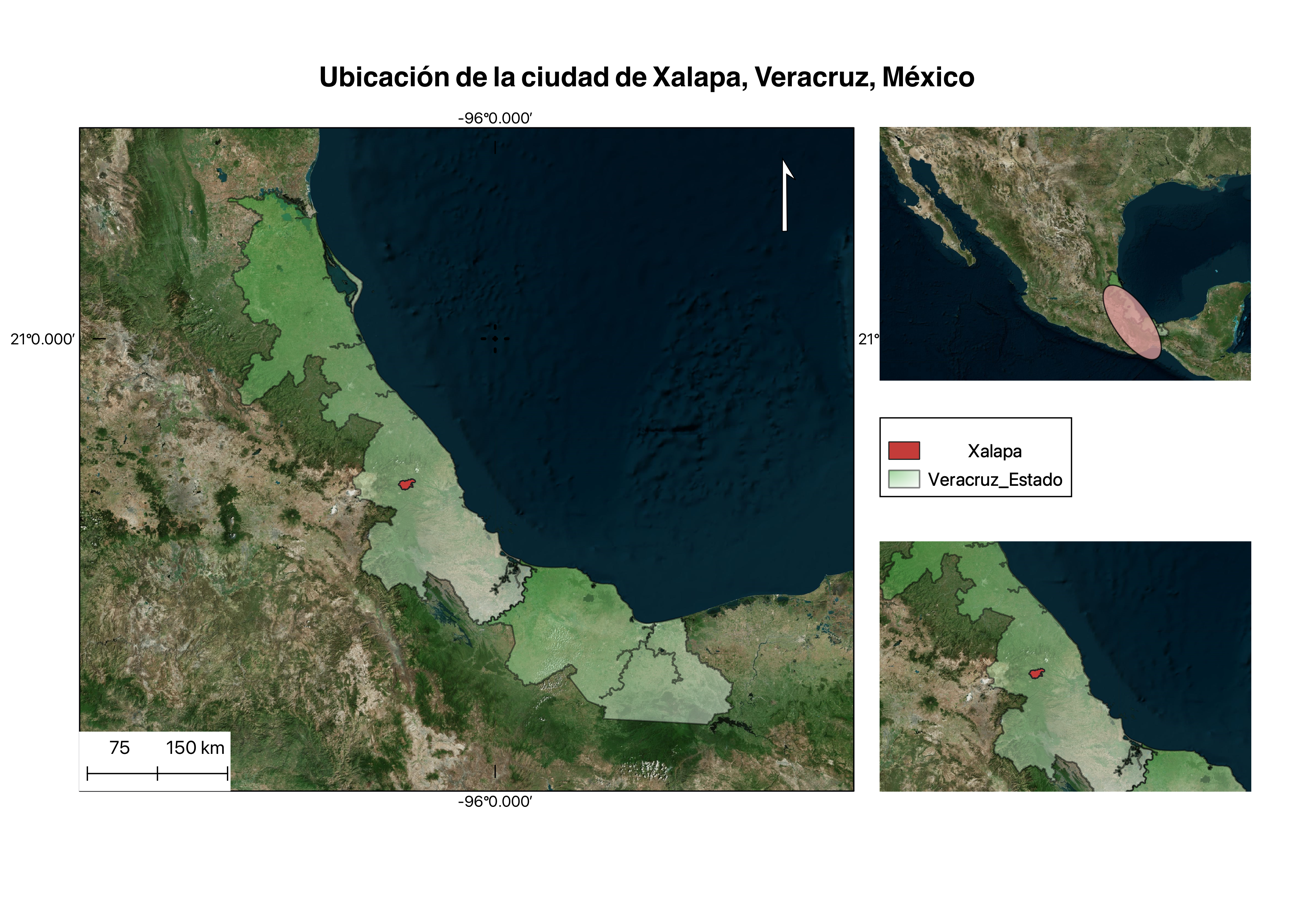 Ubicación de la ciudad de Xalapa, Veracruz, México
-96°0.000′
21°0.000′
21°
Xalapa
Veracruz_Estado
75 150 km
-96°0.000′